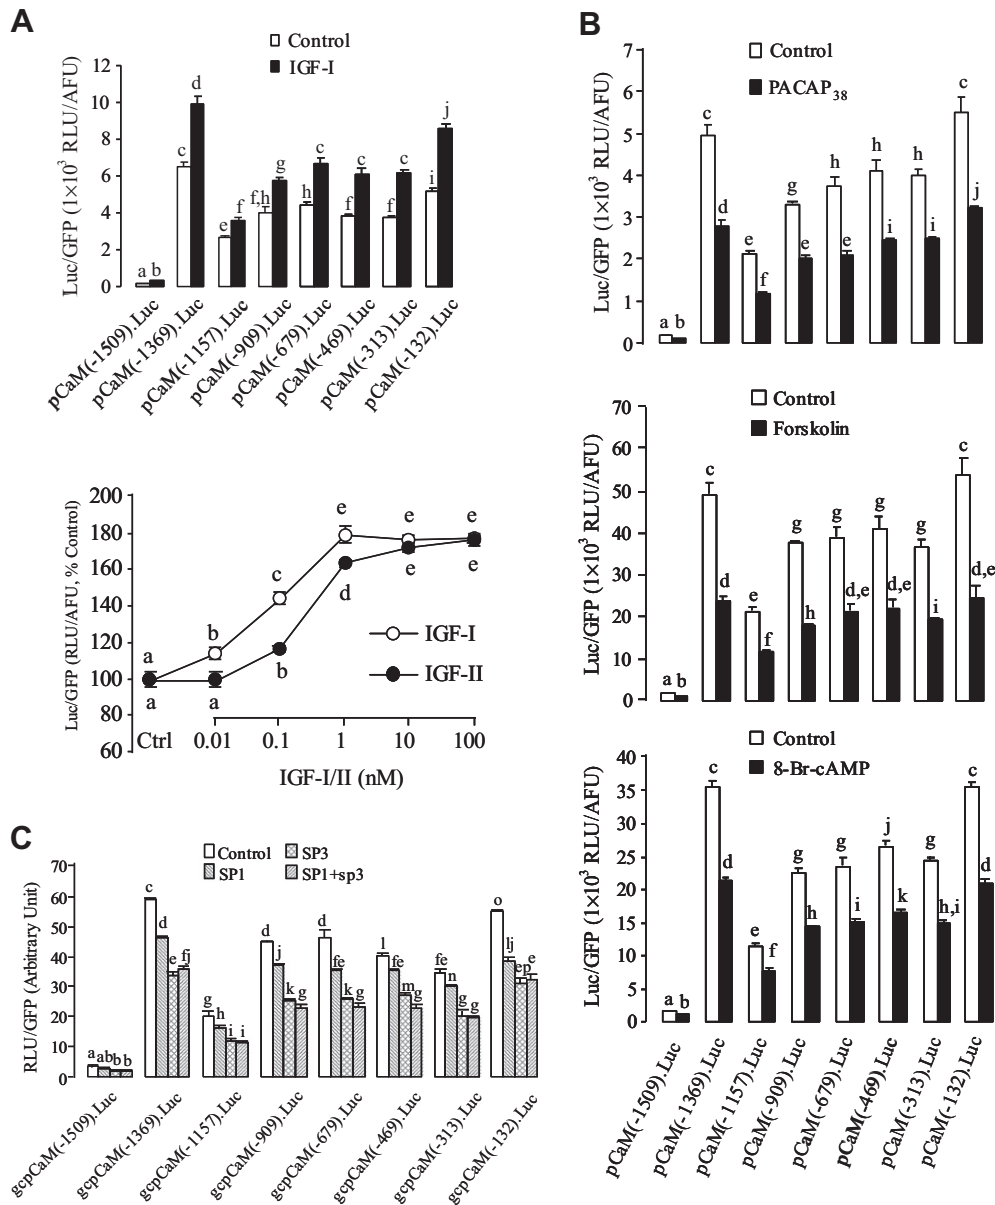 A
Control
IGF-I
Luc/GFP (1×10³ RLU/AFU)
12
10
8
6
4
2
0
a b c d e f f,h g h c f c f c i j
pCaM(-1509).Luc
pCaM(-1369).Luc
pCaM(-1157).Luc
pCaM(-909).Luc
pCaM(-679).Luc
pCaM(-469).Luc
pCaM(-313).Luc
pCaM(-132).Luc
Luc/GFP (RLU/AFU, % Control)
200
180
160
140
120
100
80
60
a b c e e e
a a b d e e
IGF-I
IGF-II
Ctrl 0.01 0.1 1 10 100
IGF-I/II (nM)
B
Control
PACAP₃₈
Luc/GFP (1×10³ RLU/AFU)
7
6
5
4
3
2
1
0
a b c d e f g e h e h i h i c j
Control
Forskolin
Luc/GFP (1×10³ RLU/AFU)
70
60
50
40
30
20
10
0
a b c d e f g h g d,e g d,e g i c d,e
Control
8-Br-cAMP
Luc/GFP (1×10³ RLU/AFU)
40
35
30
25
20
15
10
5
0
a b c d e f g h g i j k g h,i c d
pCaM(-1509).Luc
pCaM(-1369).Luc
pCaM(-1157).Luc
pCaM(-909).Luc
pCaM(-679).Luc
pCaM(-469).Luc
pCaM(-313).Luc
pCaM(-132).Luc
C
Control
SP1
SP3
SP1+sp3
RLU/GFP (Arbitrary Unit)
70
60
50
40
30
20
10
0
a ab b b c d e fj g h i i d j k g d fe k g l fe m g fe n g g o lj ep e
gcpCaM(-1509).Luc
gcpCaM(-1369).Luc
gcpCaM(-1157).Luc
gcpCaM(-909).Luc
gcpCaM(-679).Luc
gcpCaM(-469).Luc
gcpCaM(-313).Luc
gcpCaM(-132).Luc